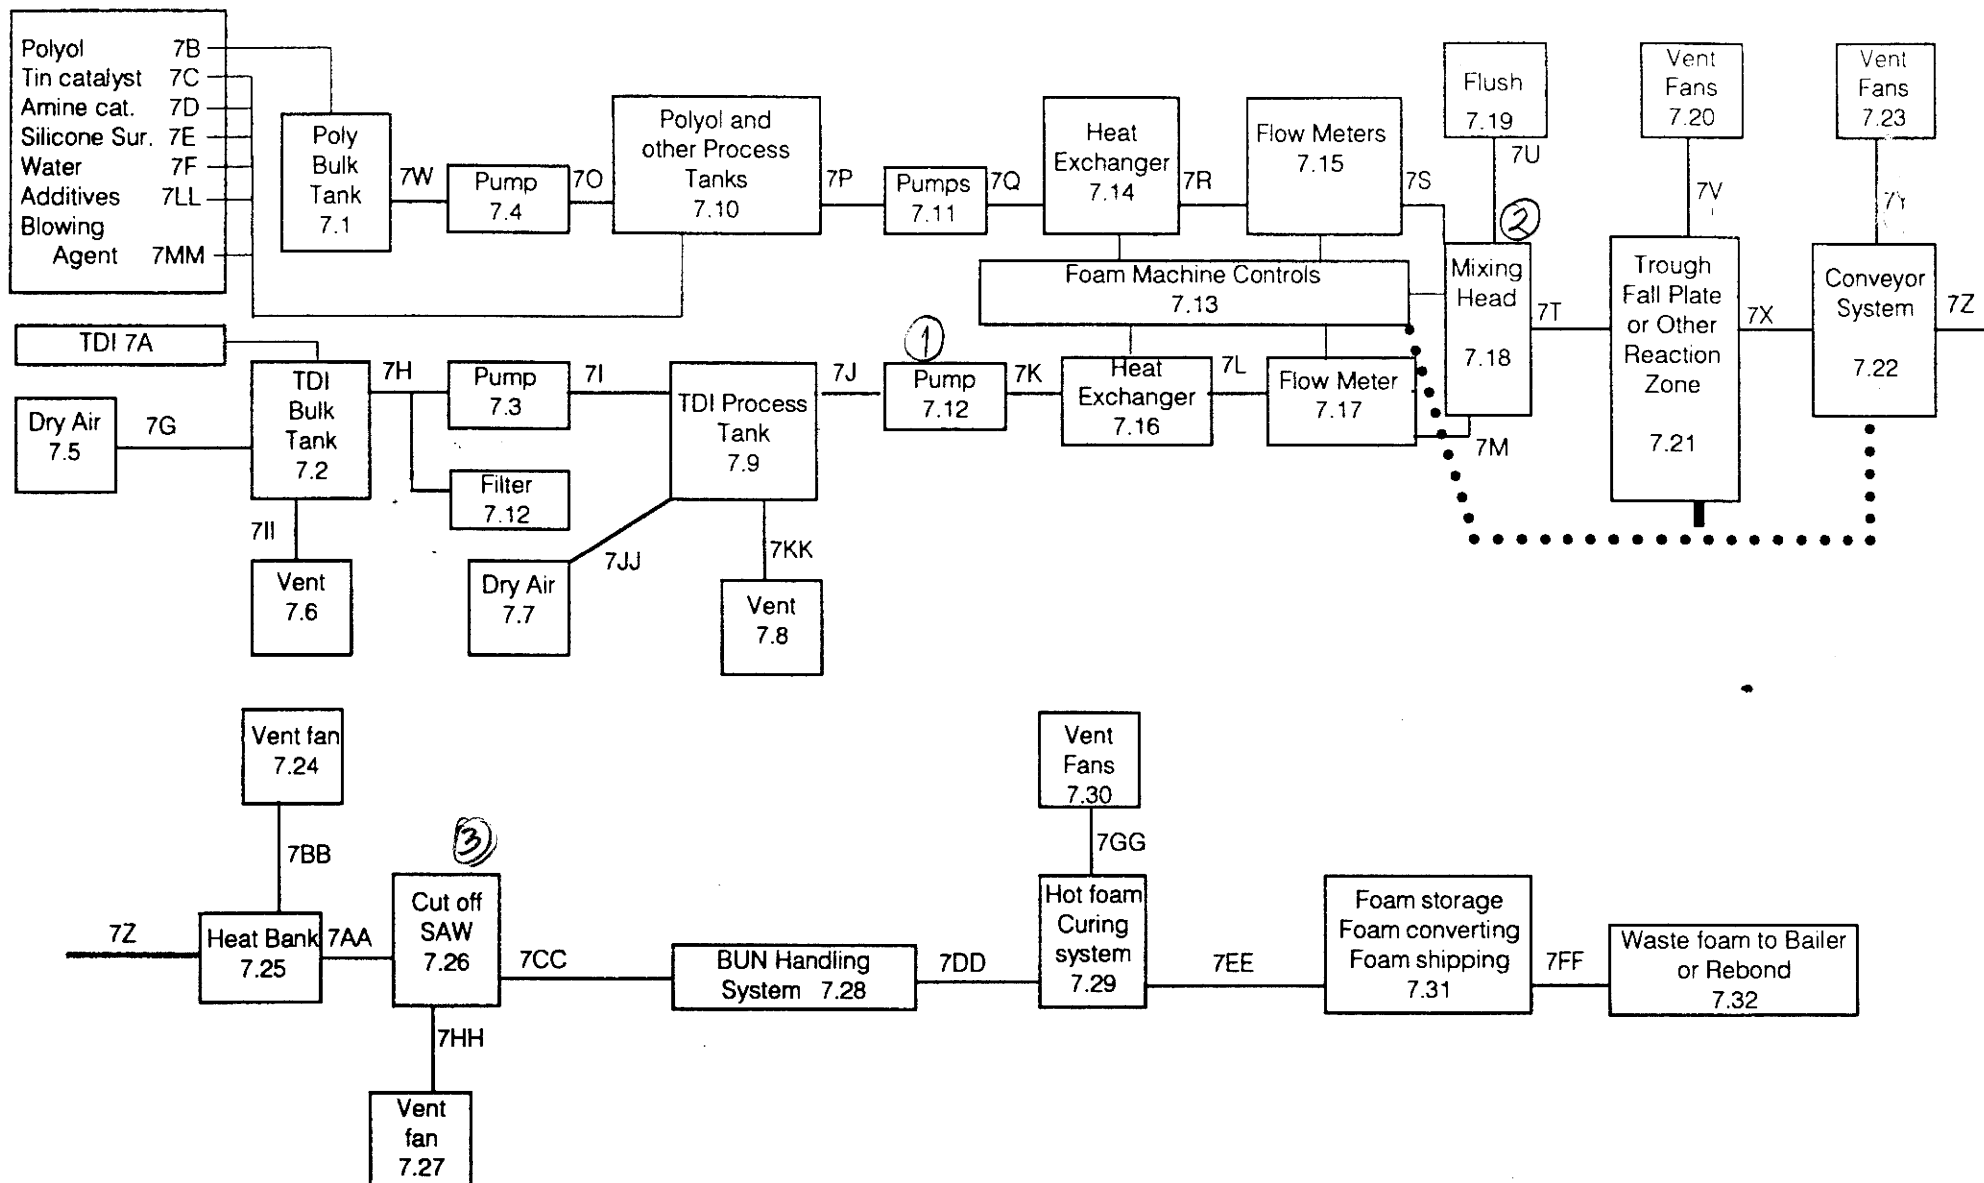 Polyol 7B
Tin catalyst 7C
Amine cat. 7D
Silicone Sur. 7E
Water 7F
Additives 7LL
Blowing
Agent 7MM
Poly
Bulk
Tank
7.1
7W
Pump
7.4
7O
Polyol and
other Process
Tanks
7.10
7P
Pumps
7.11
7Q
Heat
Exchanger
7.14
7R
Flow Meters
7.15
7S
Flush
7.19
7U
Vent
Fans
7.20
7V
Vent
Fans
7.23
7Y
Foam Machine Controls
7.13
2
Mixing
Head
7.18
7T
Trough
Fall Plate
or Other
Reaction
Zone
7.21
7X
Conveyor
System
7.22
7Z
TDI 7A
Dry Air
7.5
7G
TDI
Bulk
Tank
7.2
7H
Pump
7.3
7I
Filter
7.12
TDI Process
Tank
7.9
7J
1
Pump
7.12
7K
Heat
Exchanger
7.16
7L
Flow Meter
7.17
7M
7II
Vent
7.6
Dry Air
7.7
7JJ
7KK
Vent
7.8
Vent fan
7.24
7BB
7Z
Heat Bank
7.25
7AA
3
Cut off
SAW
7.26
7CC
7HH
Vent
fan
7.27
BUN Handling
System 7.28
7DD
Vent
Fans
7.30
7GG
Hot foam
Curing
system
7.29
7EE
Foam storage
Foam converting
Foam shipping
7.31
7FF
Waste foam to Bailer
or Rebond
7.32